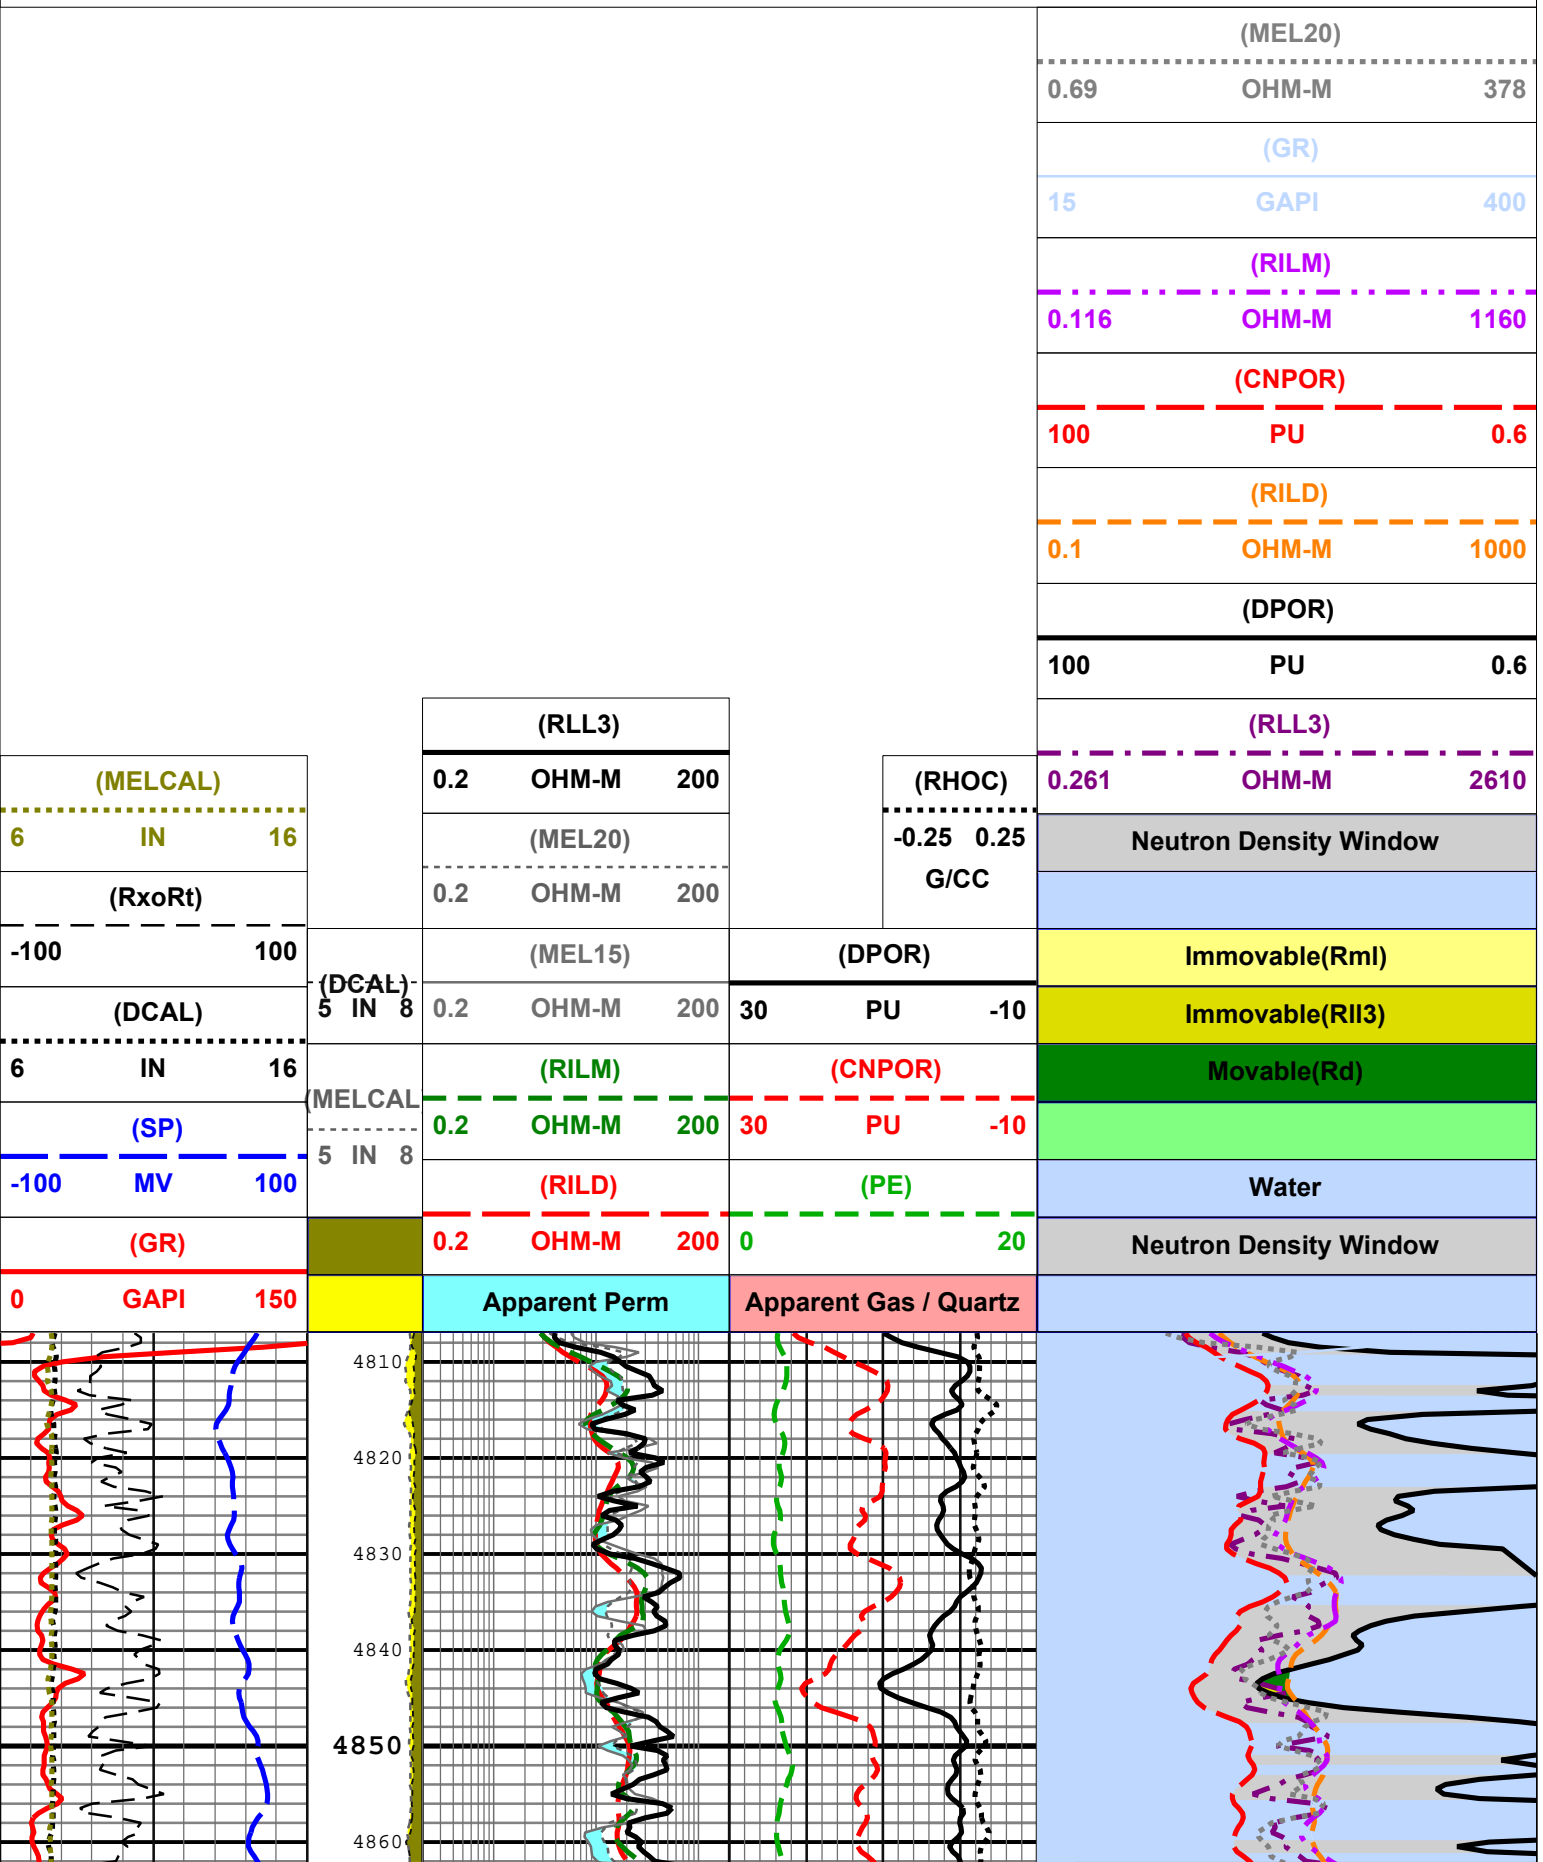 (MEL20)
0.69 OHM-M 378
(GR)
15 GAPI 400
(RILM)
0.116 OHM-M 1160
(CNPOR)
100 PU 0.6
(RILD)
0.1 OHM-M 1000
(DPOR)
100 PU 0.6
(RLL3)
0.261 OHM-M 2610
Neutron Density Window
Immovable(Rml)
Immovable(Rll3)
Movable(Rd)
Water
Neutron Density Window
(MELCAL)
6 IN 16
(RxoRt)
-100 100
(DCAL)
6 IN 16
(SP)
-100 MV 100
(GR)
0 GAPI 150
(DCAL)
5 IN 8
(MELCAL
5 IN 8
(RLL3)
0.2 OHM-M 200
(MEL20)
0.2 OHM-M 200
(MEL15)
0.2 OHM-M 200
(RILM)
0.2 OHM-M 200
(RILD)
0.2 OHM-M 200
Apparent Perm
(RHOC)
-0.25 0.25
G/CC
(DPOR)
30 PU -10
(CNPOR)
30 PU -10
(PE)
0 20
Apparent Gas / Quartz
4810
4820
4830
4840
4850
4860